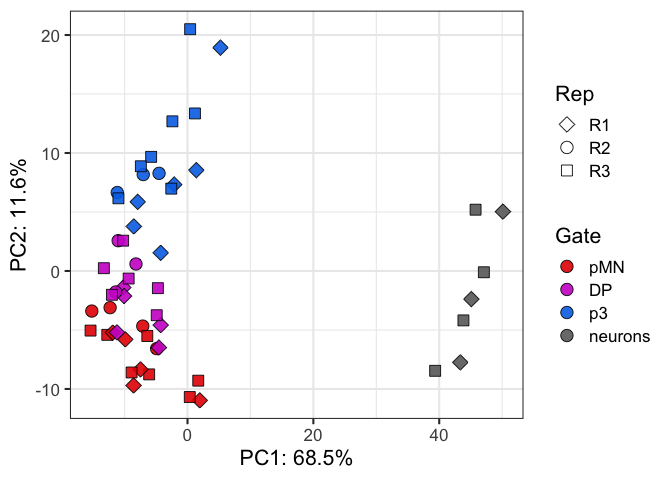 20
10
0
-10
PC2: 11.6%
0
20
40
PC1: 68.5%
Rep
R1
R2
R3
Gate
pMN
DP
p3
neurons